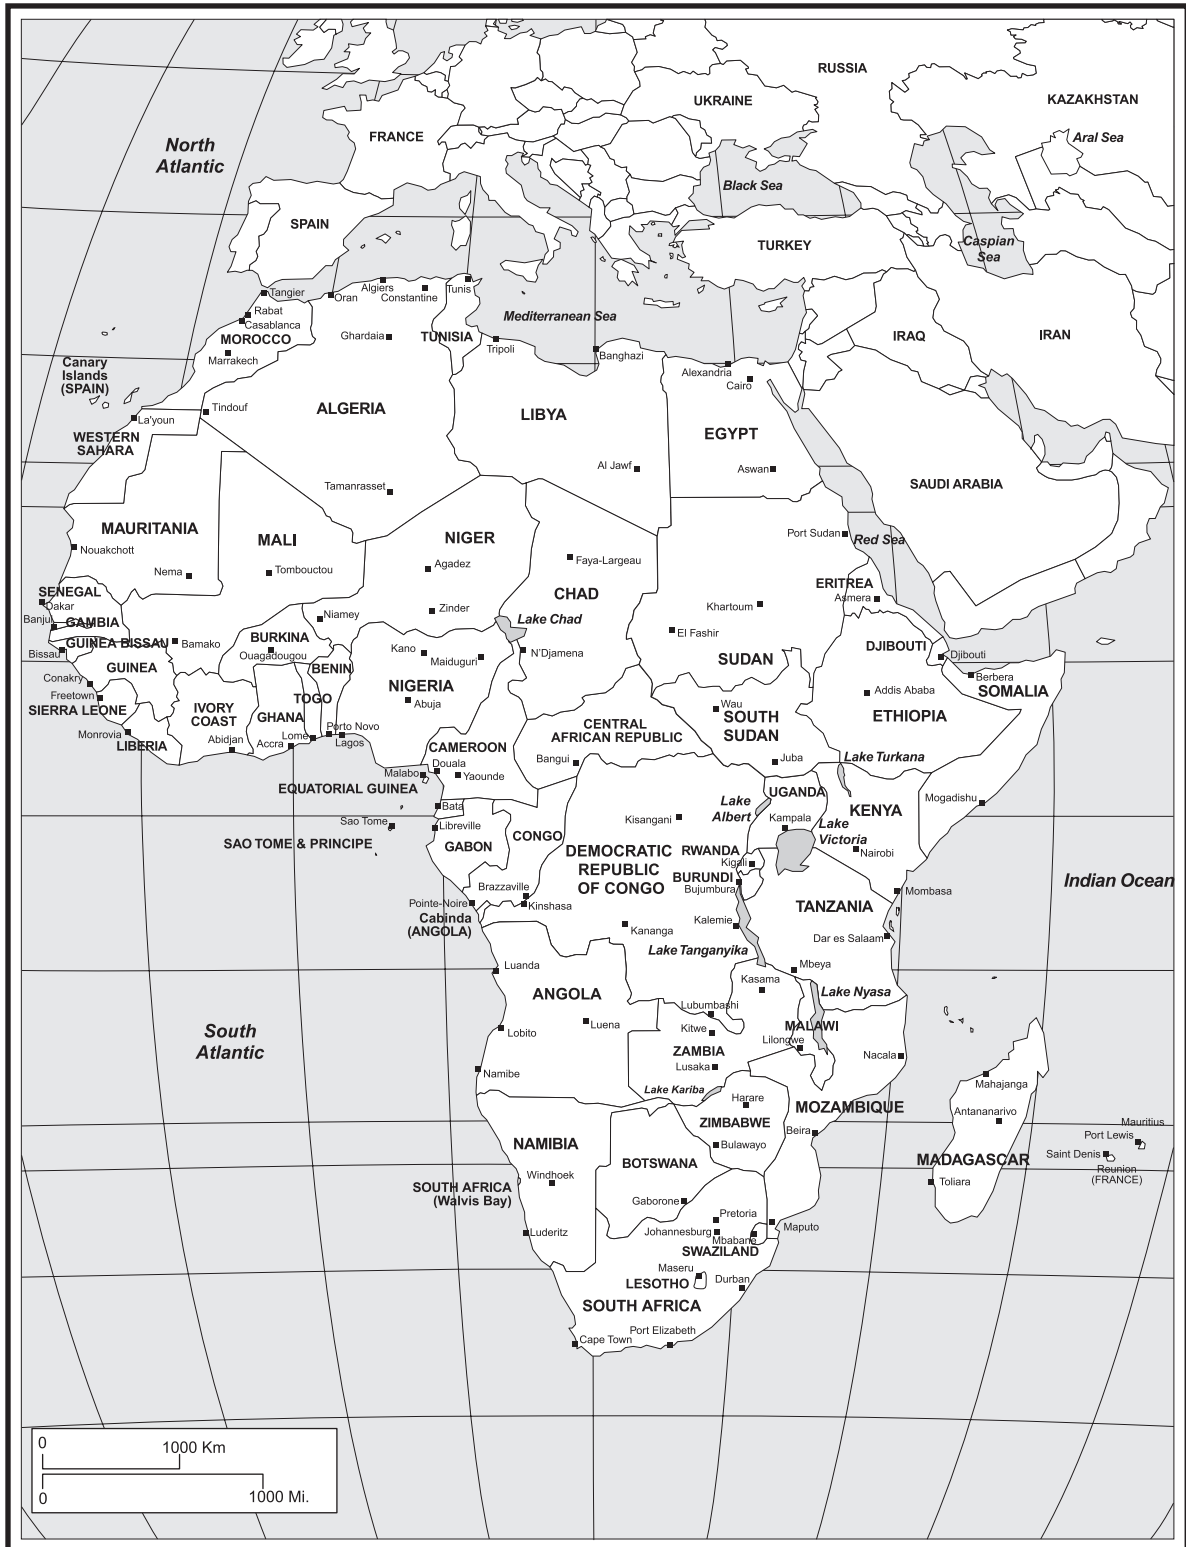 RUSSIA
UKRAINE
KAZAKHSTAN
FRANCE
Aral Sea
North
Atlantic
Black Sea
SPAIN
TURKEY
Caspian
Sea
Tangier
Oran
Algiers
Constantine
Tunis
Rabat
Casablanca
MOROCCO
Marrakech
Ghardaia
TUNISIA
Mediterranean Sea
Tripoli
Banghazi
IRAQ
IRAN
Canary
Islands
(SPAIN)
Alexandria
Cairo
Tindouf
ALGERIA
LIBYA
EGYPT
La'youn
WESTERN
SAHARA
Al Jawf
Aswan
Tamanrasset
SAUDI ARABIA
MAURITANIA
MALI
NIGER
Port Sudan
Red Sea
Nouakchott
Nema
Tombouctou
Agadez
Faya-Largeau
CHAD
SENEGAL
Dakar
ERITREA
Asmera
Banjul
GAMBIA
Niamey
Zinder
Lake Chad
Khartoum
El Fashir
GUINEA BISSAU
Bissau
Bamako
BURKINA
Ouagadougou
Kano
Maiduguri
N'Djamena
SUDAN
DJIBOUTI
Djibouti
GUINEA
BENIN
Conakry
Freetown
SIERRA LEONE
IVORY
COAST
TOGO
NIGERIA
Abuja
Wau
SOUTH
SUDAN
Addis Ababa
ETHIOPIA
Berbera
SOMALIA
GHANA
Monrovia
LIBERIA
Abidjan
Accra
Lome
Porto Novo
Lagos
CENTRAL
AFRICAN REPUBLIC
CAMEROON
Douala
Yaounde
Malabo
EQUATORIAL GUINEA
Bangui
Juba
Lake Turkana
Bata
Lake
Albert
UGANDA
Kampala
KENYA
Mogadishu
Sao Tome
SAO TOME & PRINCIPE
Libreville
GABON
CONGO
Kisangani
Lake
Victoria
Nairobi
DEMOCRATIC
REPUBLIC
OF CONGO
RWANDA
Kigali
BURUNDI
Bujumbura
Indian Ocean
Brazzaville
Pointe-Noire
Kinshasa
Cabinda
(ANGOLA)
Kananga
Kalemie
TANZANIA
Mombasa
Dar es Salaam
Lake Tanganyika
Luanda
Mbeya
Kasama
Lake Nyasa
ANGOLA
Luena
Lubumbashi
MALAWI
South
Atlantic
Lobito
Kitwe
Lilongwe
ZAMBIA
Lusaka
Nacala
Namibe
Lake Kariba
Mahajanga
Harare
MOZAMBIQUE
Antananarivo
ZIMBABWE
Beira
Mauritius
Port Lewis
NAMIBIA
Bulawayo
Saint Denis
MADAGASCAR
Reunion
(FRANCE)
BOTSWANA
Windhoek
Toliara
SOUTH AFRICA
(Walvis Bay)
Gaborone
Pretoria
Maputo
Luderitz
Johannesburg
Mbabane
SWAZILAND
Maseru
LESOTHO
Durban
SOUTH AFRICA
Port Elizabeth
Cape Town
0
1000 Km
0
1000 Mi.